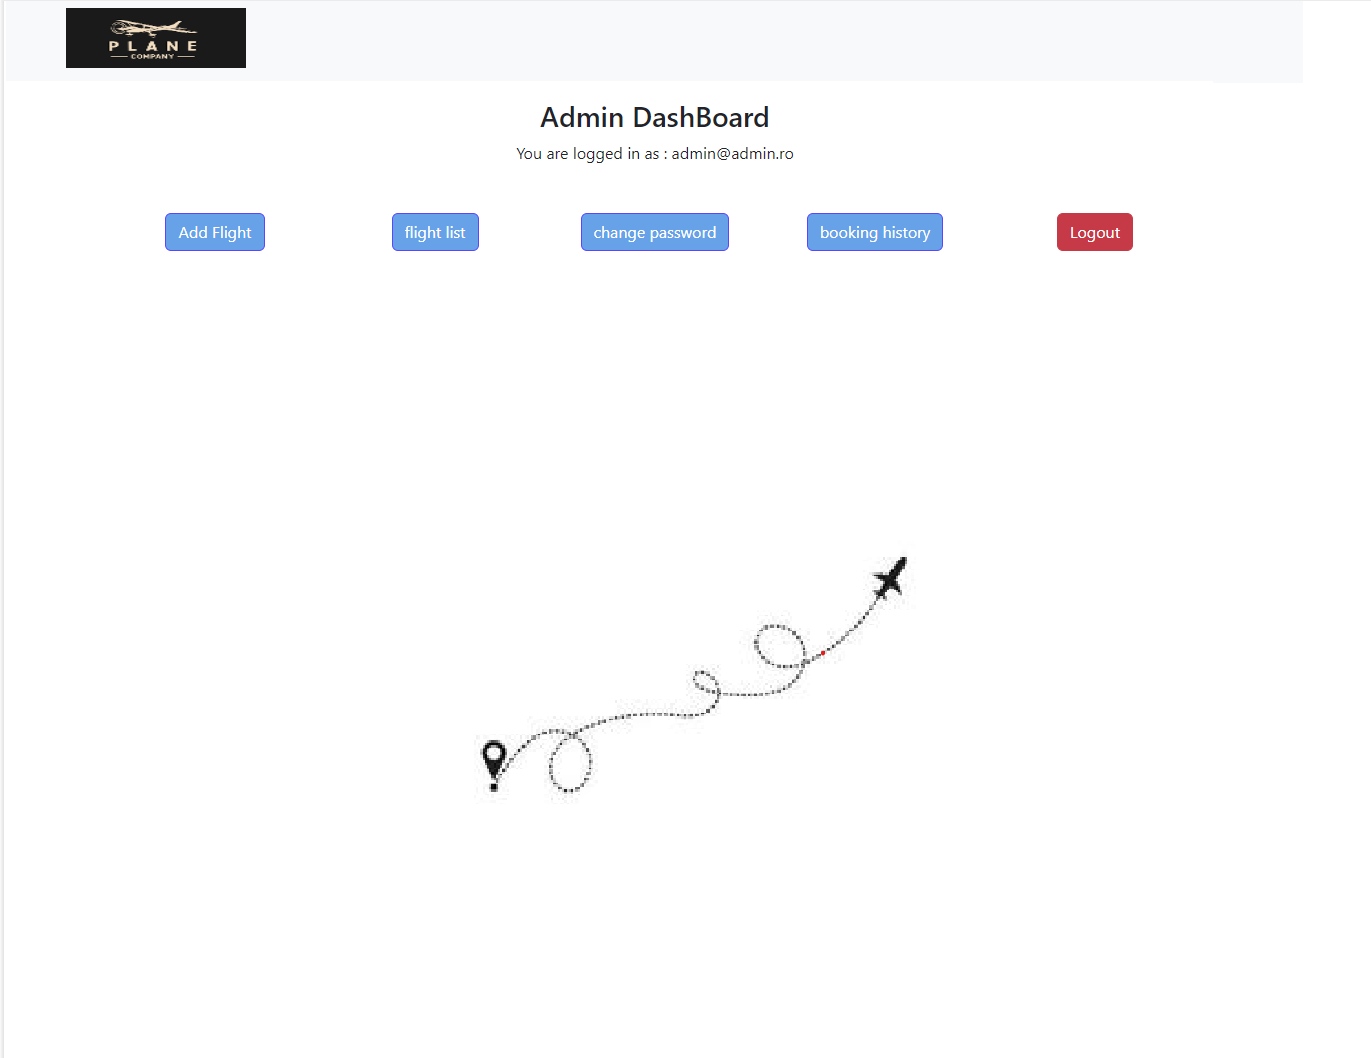 PLANE
COMPANY
Admin DashBoard
You are logged in as : admin@admin.ro
Add Flight
flight list
change password
booking history
Logout